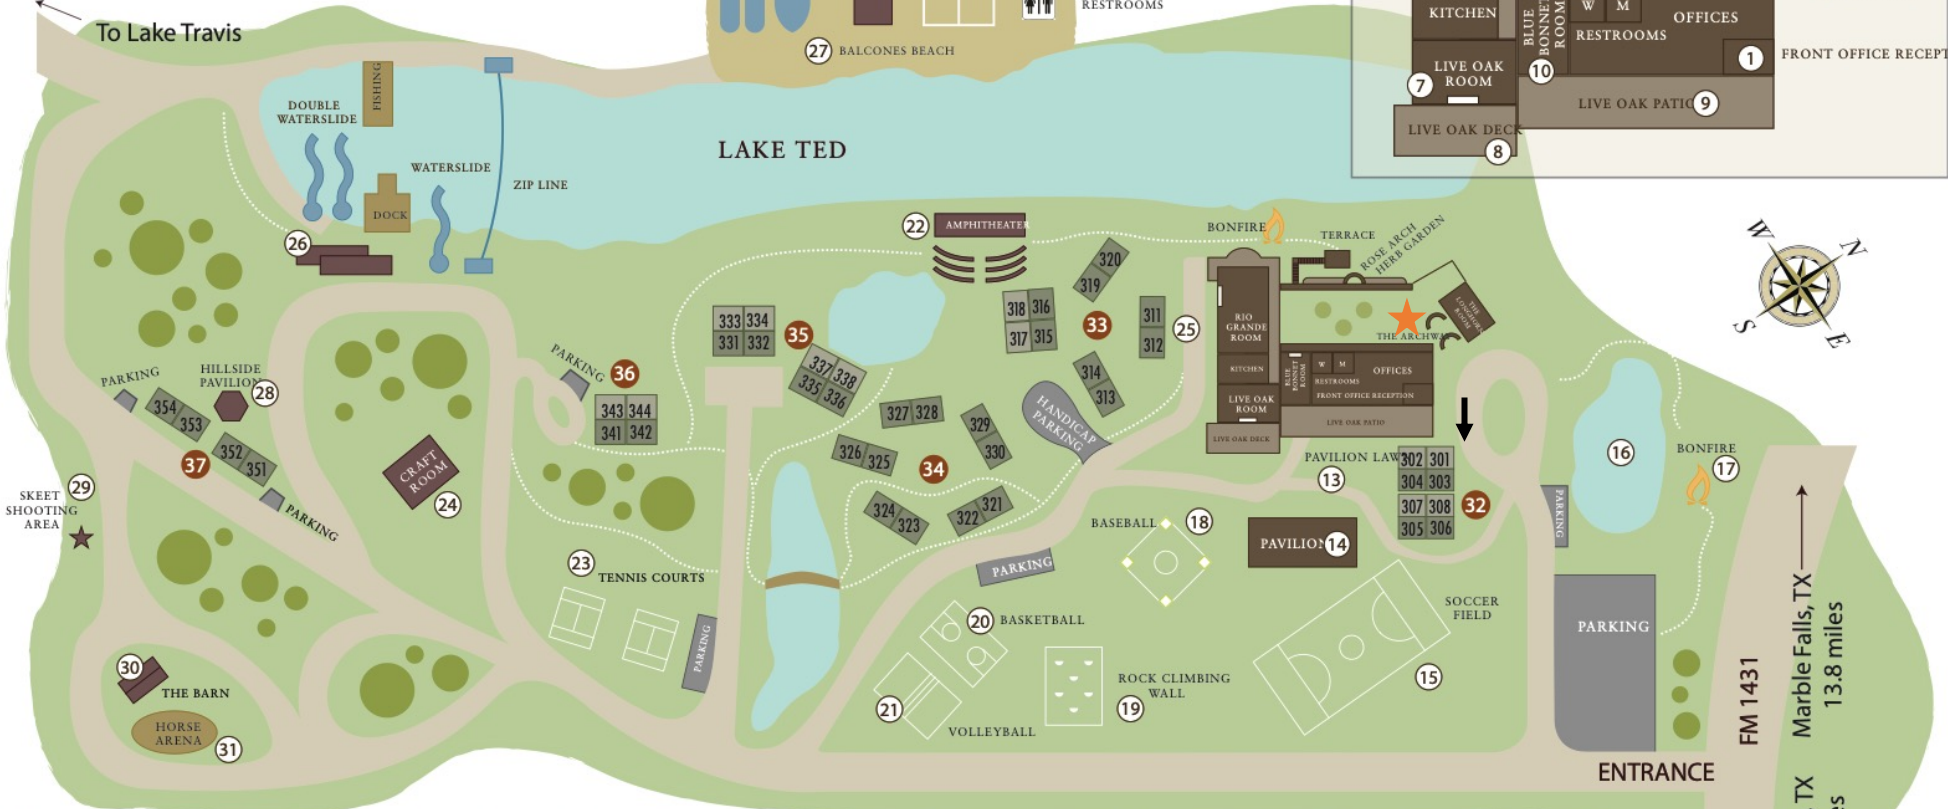 To Lake Travis
RESTROOMS
27 BALCONES BEACH
KITCHEN
BLUE
BONNET
ROOM
W M
RESTROOMS
OFFICES
1 FRONT OFFICE RECEPT
LIVE OAK
ROOM
7
10
LIVE OAK PATIO
9
LIVE OAK DECK
8
FISHING
DOUBLE
WATERSLIDE
WATERSLIDE
ZIP LINE
DOCK
26
LAKE TED
22 AMPHITHEATER
BONFIRE
TERRACE
ROSE ARCH
HERB GARDEN
THE
LONGHORN
ROOM
THE ARCHWAY
W N
S E
320
319
318 316
317 315
33
311
312
25
314
313
RIO
GRANDE
ROOM
KITCHEN
LIVE OAK
ROOM
LIVE OAK DECK
BLUE
BONNET
ROOM
W M
RESTROOMS
OFFICES
FRONT OFFICE RECEPTION
LIVE OAK PATIO
333 334
331 332
35
337 338
335 336
PARKING
36
343 344
341 342
HILLSIDE
PAVILION
28
PARKING
354
353
352
351
37
PARKING
CRAFT
ROOM
24
29
SKEET
SHOOTING
AREA
327 328
329
330
326 325
34
324
323
322 321
HANDICAP
PARKING
PAVILION LAWN
13
302 301
304 303
307 308
305 306
32
PARKING
16
BONFIRE
17
BASEBALL 18
PAVILION 14
PARKING
23
TENNIS COURTS
PARKING
20 BASKETBALL
21
VOLLEYBALL
ROCK CLIMBING
WALL
19
SOCCER
FIELD
15
PARKING
30
THE BARN
HORSE
ARENA
31
ENTRANCE
FM 1431
Marble Falls, TX
13.8 miles
TX
es